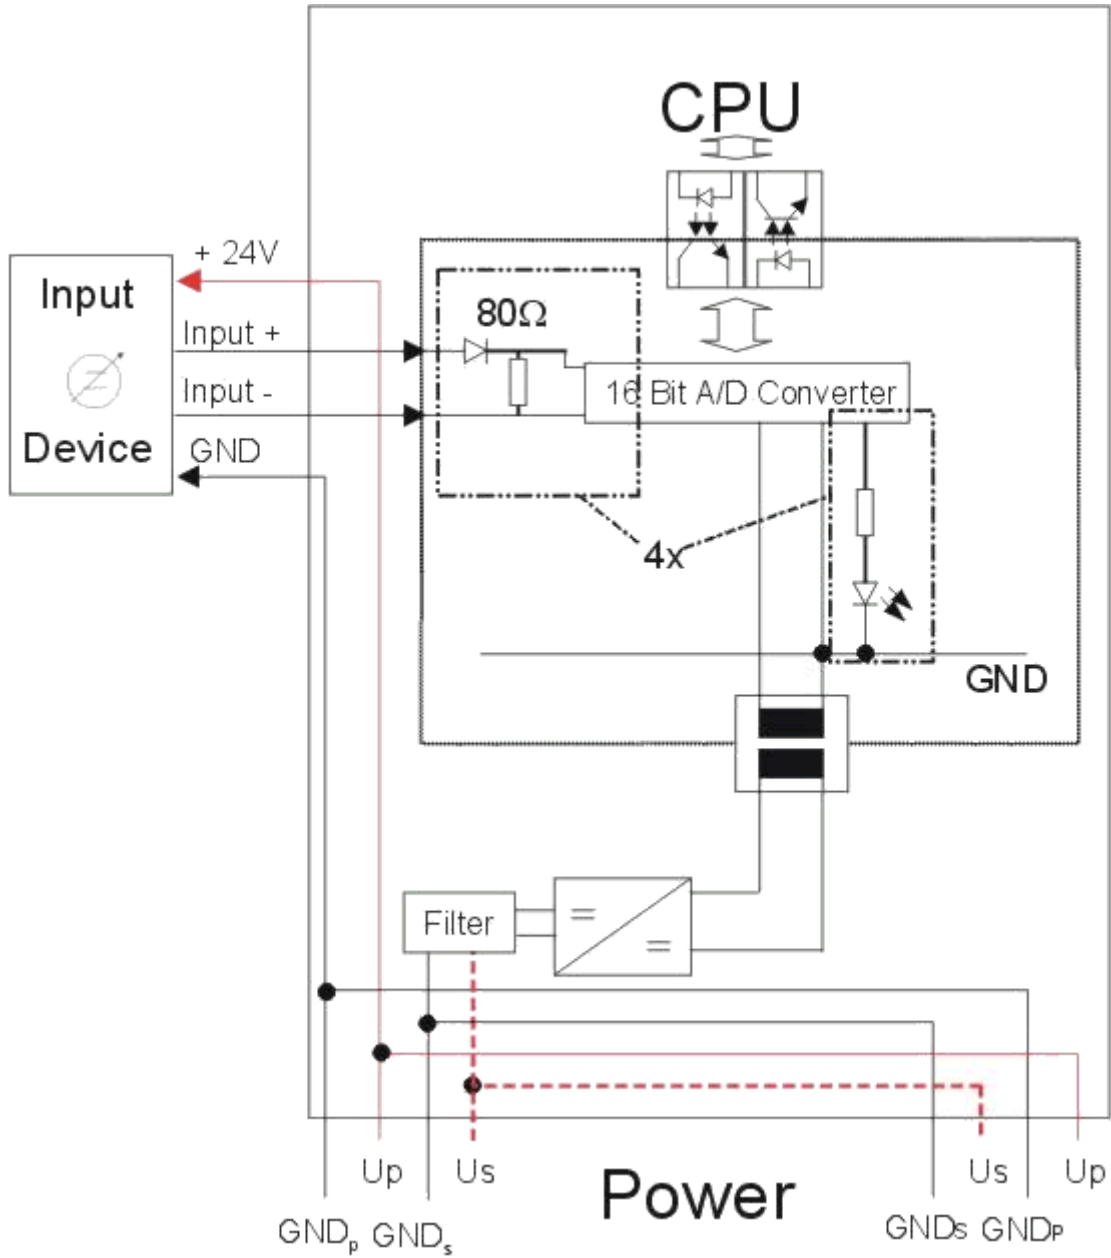 CPU
+ 24V
Input
Device
Input +
Input -
GND
80Ω
16 Bit A/D Converter
4x
GND
Filter
=
=
Up
Us
Power
Us
Up
GNDp
GNDs
GNDS
GNDP